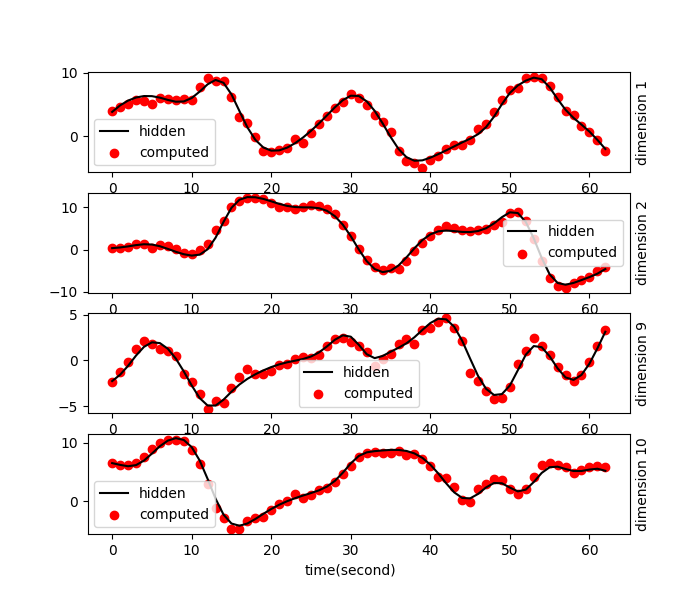 10
0
hidden
computed
dimension 1
0 10 20 30 40 50 60
10
0
−10
hidden
computed
dimension 2
0 10 20 30 40 50 60
5
0
−5
hidden
computed
dimension 9
0 10 20 30 40 50 60
10
0
hidden
computed
dimension 10
0 10 20 30 40 50 60
time(second)